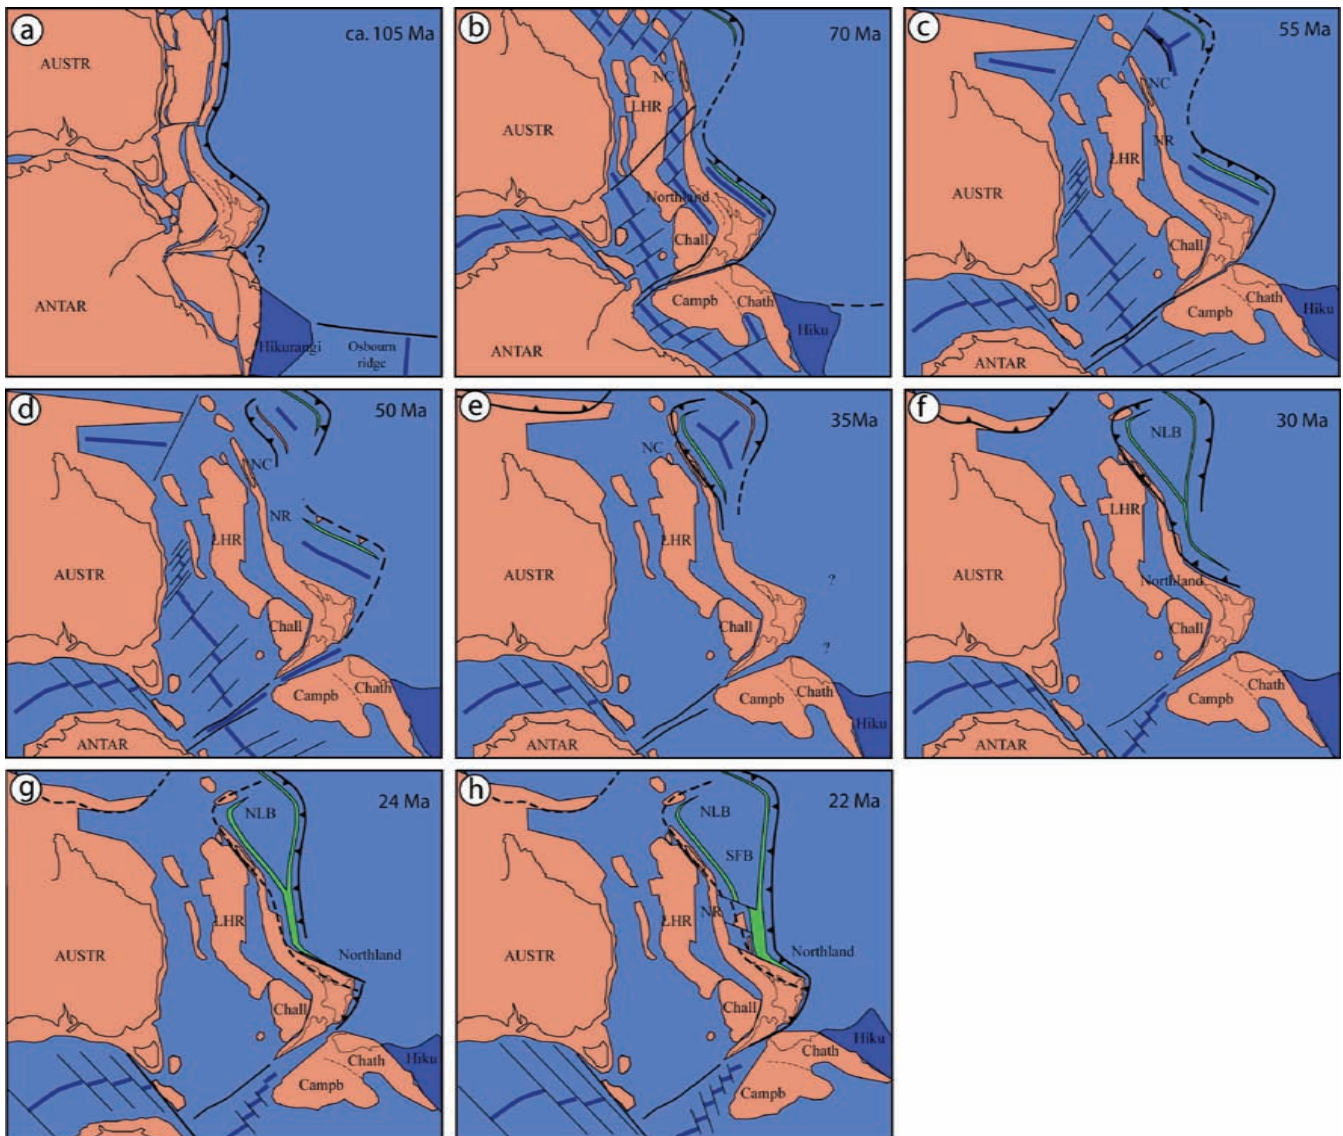 a
ca. 105 Ma
AUSTR
?
ANTAR
Hikurangi
Osbourn
ridge
b
70 Ma
NC
LHR
AUSTR
Northland
Chall
Campb
Chath
Hiku
ANTAR
c
55 Ma
NC
NR
LHR
AUSTR
Chall
Chath
Campb
Hiku
ANTAR
d
50 Ma
NC
NR
LHR
AUSTR
Chall
Chath
Campb
ANTAR
e
35Ma
NC
LHR
AUSTR
?
Chall
?
Chath
Campb
Hiku
ANTAR
f
30 Ma
NLB
LHR
AUSTR
Northland
Chall
Chath
Campb
ANTAR
g
24 Ma
NLB
LHR
Northland
AUSTR
Chall
Chath
Hiku
Campb
h
22 Ma
NLB
SFB
NR
LHR
Northland
AUSTR
Chall
Chath
Hiku
Campb